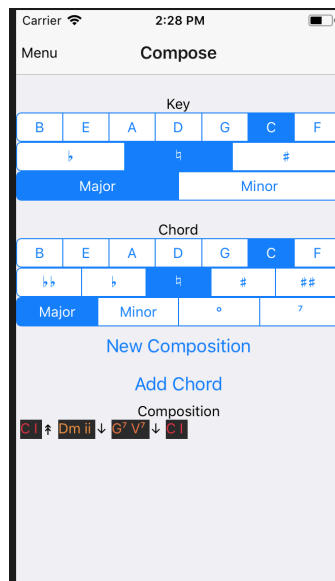 Carrier 2:28 PM
Menu Compose
Key
B E A D G C F
♭ ♮ ♯
Major Minor
Chord
B E A D G C F
♭♭ ♭ ♮ ♯ ♯♯
Major Minor ° ⁷
New Composition
Add Chord
Composition
C I ↟ Dm ii ↓ G⁷ V⁷ ↓ C I